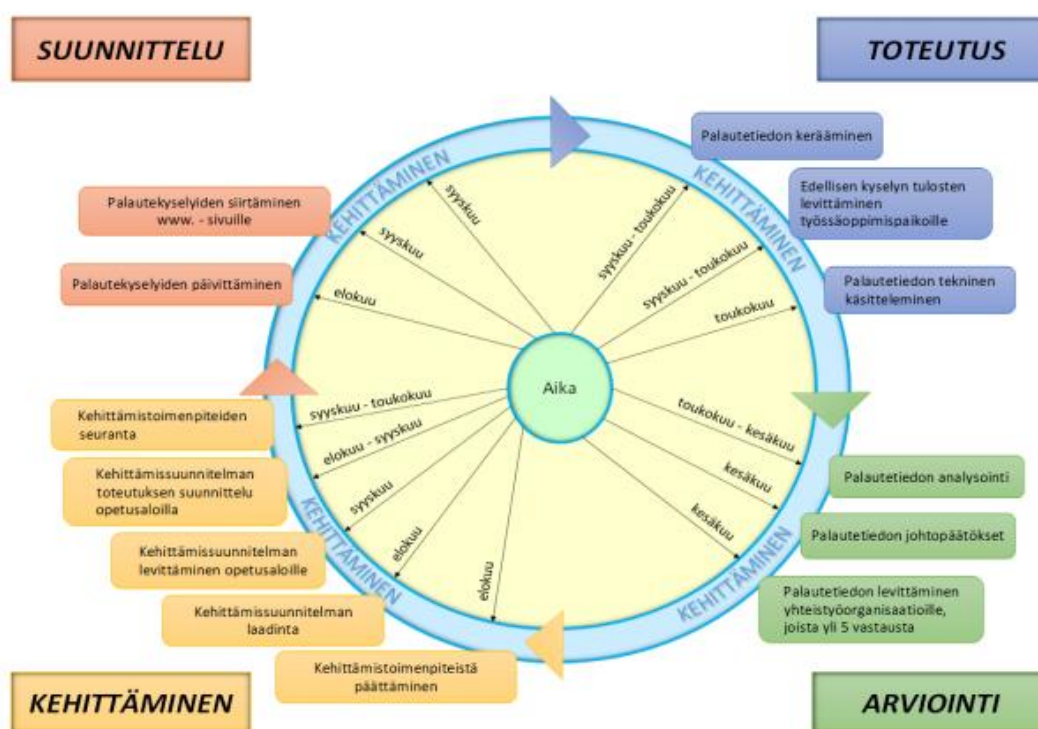 SUUNNITTELU
TOTEUTUS
Palautetiedon kerääminen
Edellisen kyselyn tulosten
levittäminen
työssäoppimispaikoille
Palautetiedon tekninen
käsitteleminen
Palautekyselyiden siirtäminen
www. - sivuille
Palautekyselyiden päivittäminen
KEHITTÄMINEN
KEHITTÄMINEN
syyskuu
syyskuu
elokuu
syyskuu - toukokuu
syyskuu - toukokuu
toukokuu
Aika
syyskuu - toukokuu
elokuu - syyskuu
syyskuu
elokuu
elokuu
toukokuu - kesäkuu
kesäkuu
kesäkuu
KEHITTÄMINEN
KEHITTÄMINEN
Kehittämistoimenpiteiden
seuranta
Kehittämissuunnitelman
toteutuksen suunnittelu
opetusaloilla
Kehittämissuunnitelman
levittäminen opetusaloille
Kehittämissuunnitelman
laadinta
Kehittämistoimenpiteistä
päättäminen
Palautetiedon analysointi
Palautetiedon johtopäätökset
Palautetiedon levittäminen
yhteistyöorganisaatioille,
joista yli 5 vastausta
KEHITTÄMINEN
ARVIOINTI